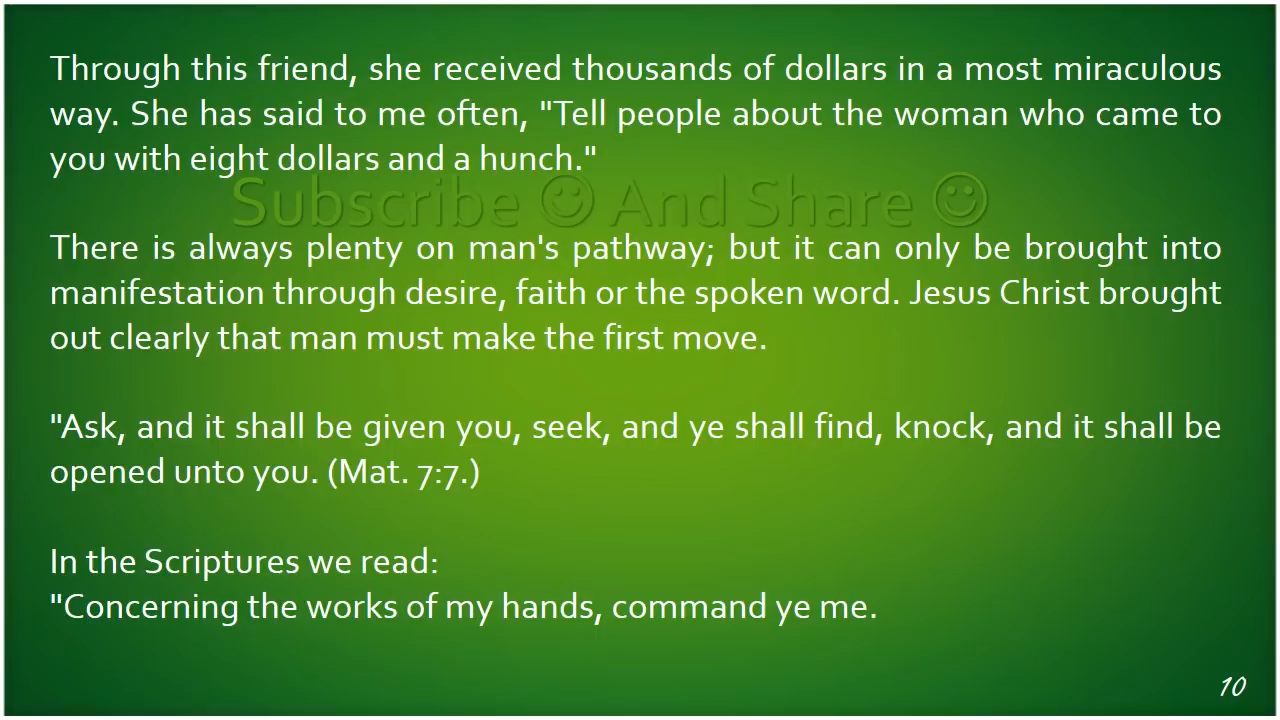 Through this friend, she received thousands of dollars in a most miraculous
way. She has said to me often, "Tell people about the woman who came to
you with eight dollars and a hunch."
Subscribe ☺ And Share ☺
There is always plenty on man's pathway; but it can only be brought into
manifestation through desire, faith or the spoken word. Jesus Christ brought
out clearly that man must make the first move.
"Ask, and it shall be given you, seek, and ye shall find, knock, and it shall be
opened unto you. (Mat. 7:7.)
In the Scriptures we read:
"Concerning the works of my hands, command ye me.
10